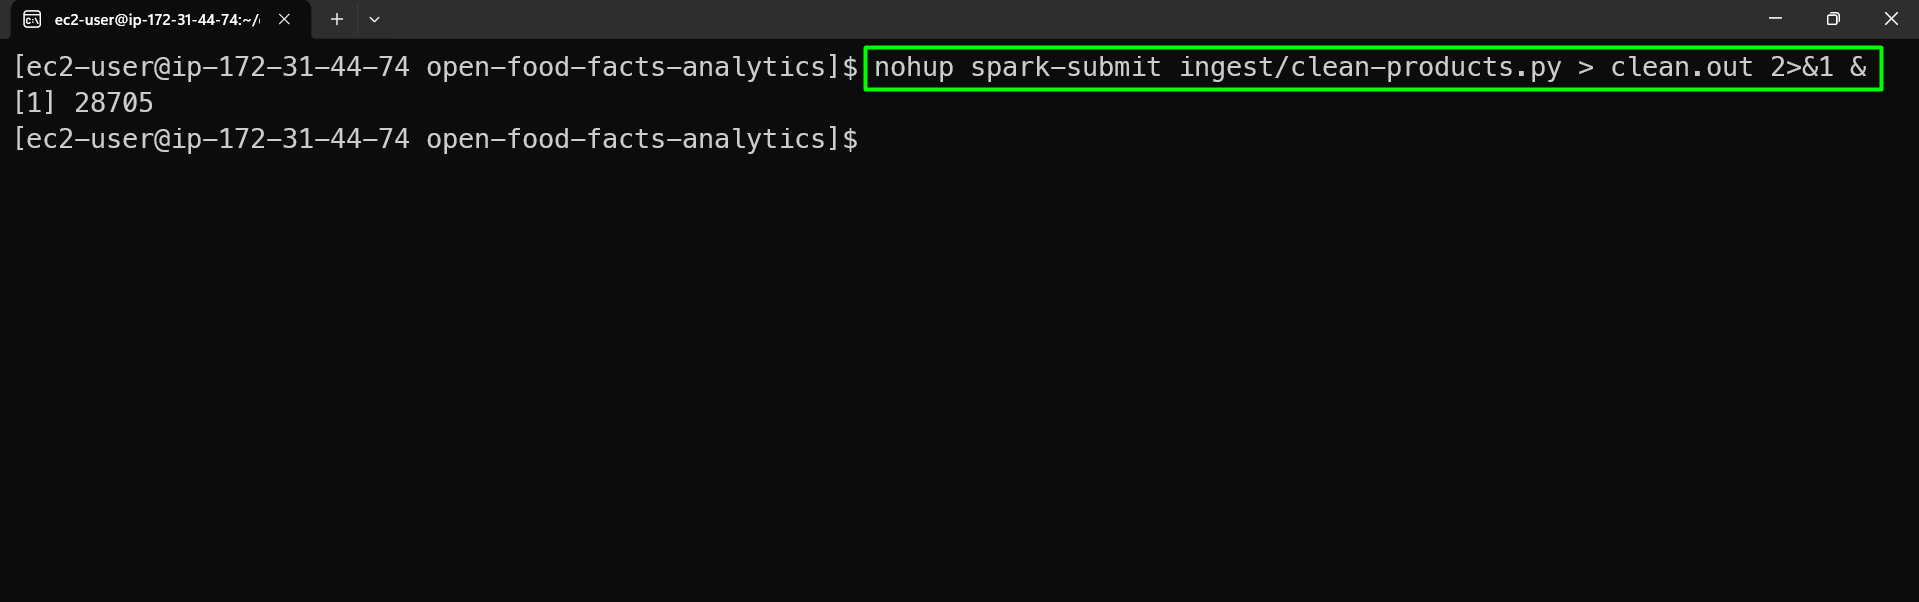 ec2-user@ip-172-31-44-74:~/
[ec2-user@ip-172-31-44-74 open-food-facts-analytics]$ nohup spark-submit ingest/clean-products.py > clean.out 2>&1 &
[1] 28705
[ec2-user@ip-172-31-44-74 open-food-facts-analytics]$